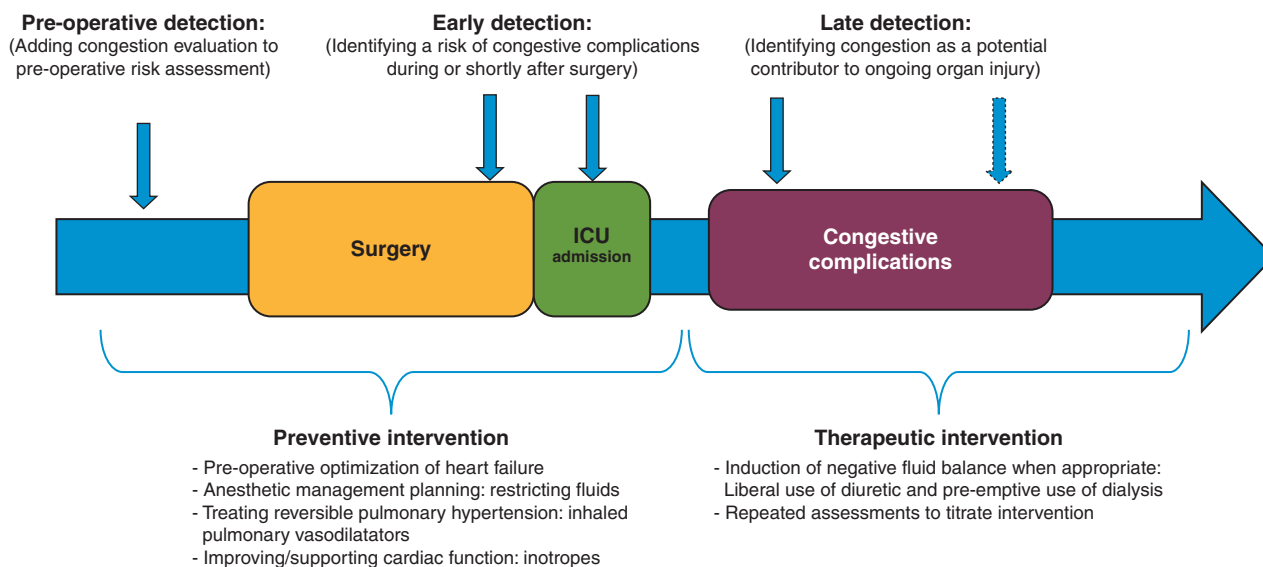 Pre-operative detection:
(Adding congestion evaluation to
pre-operative risk assessment)
Early detection:
(Identifying a risk of congestive complications
during or shortly after surgery)
Late detection:
(Identifying congestion as a potential
contributor to ongoing organ injury)
Surgery
ICU
admission
Congestive
complications
Preventive intervention
- Pre-operative optimization of heart failure
- Anesthetic management planning: restricting fluids
- Treating reversible pulmonary hypertension: inhaled
pulmonary vasodilatators
- Improving/supporting cardiac function: inotropes
Therapeutic intervention
- Induction of negative fluid balance when appropriate:
Liberal use of diuretic and pre-emptive use of dialysis
- Repeated assessments to titrate intervention